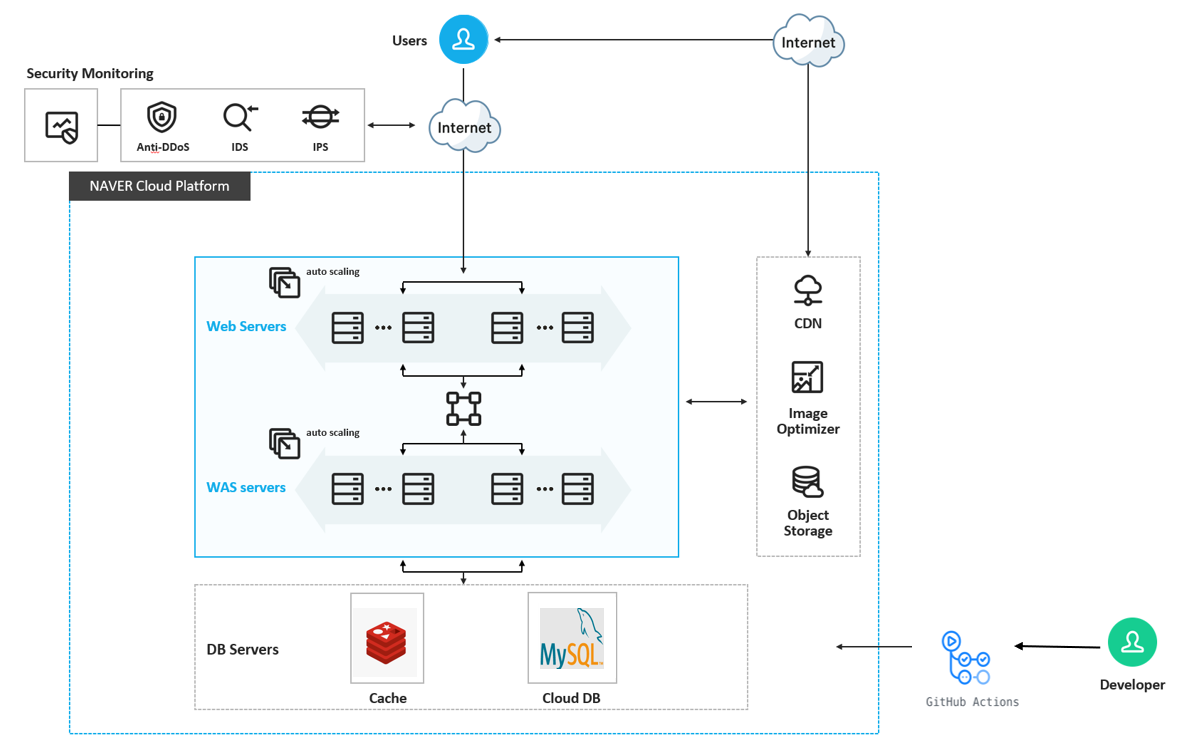 Users
Internet
Security Monitoring
Internet
Anti-DDoS
IDS
IPS
NAVER Cloud Platform
auto scaling
Web Servers
CDN
Image
Optimizer
auto scaling
WAS servers
Object
Storage
DB Servers
MySQL
Cache
Cloud DB
GitHub Actions
Developer